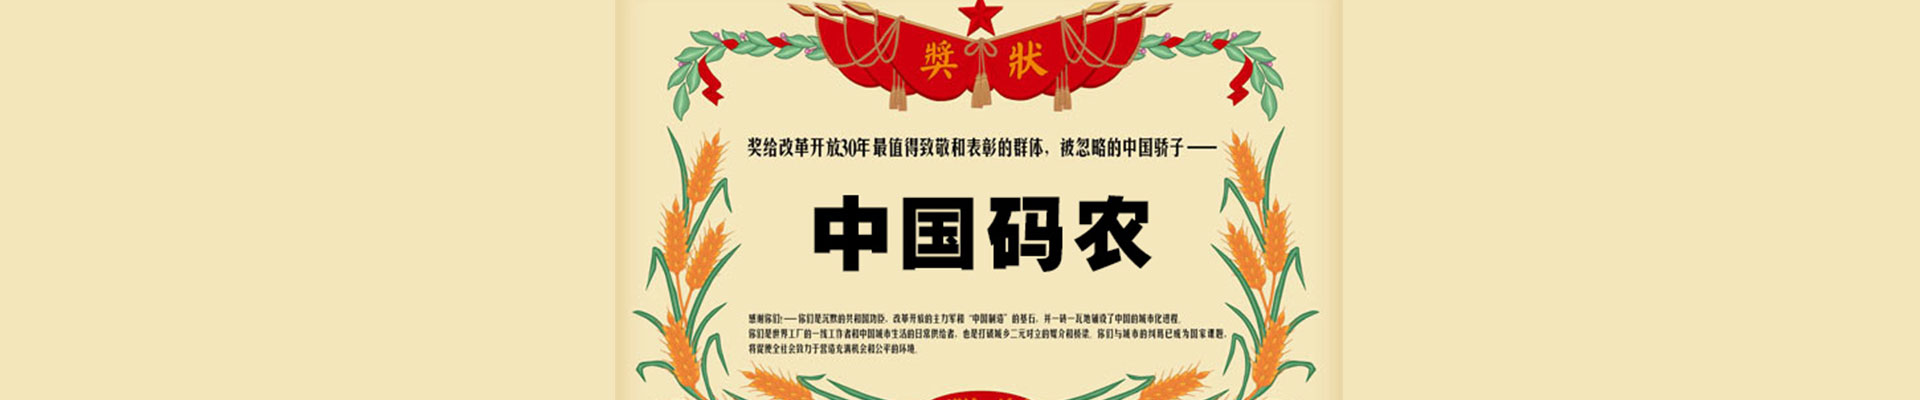 奬狀
奖给改革开放30年最值得致敬和表彰的群体，被忽略的中国骄子——
中国码农
感谢你们！——你们是沉默的共和国功臣，改革开放的主力军和“中国制造”的基石，并一砖一瓦地铺设了中国的城市化进程。
你们是世界工厂的一线工作者和中国城市生活的日常供给者，也是打破城乡二元对立的媒介和桥梁。你们与城市的纠葛已成为国家课题，
将促使全社会致力于营造充满机会和公平的环境。